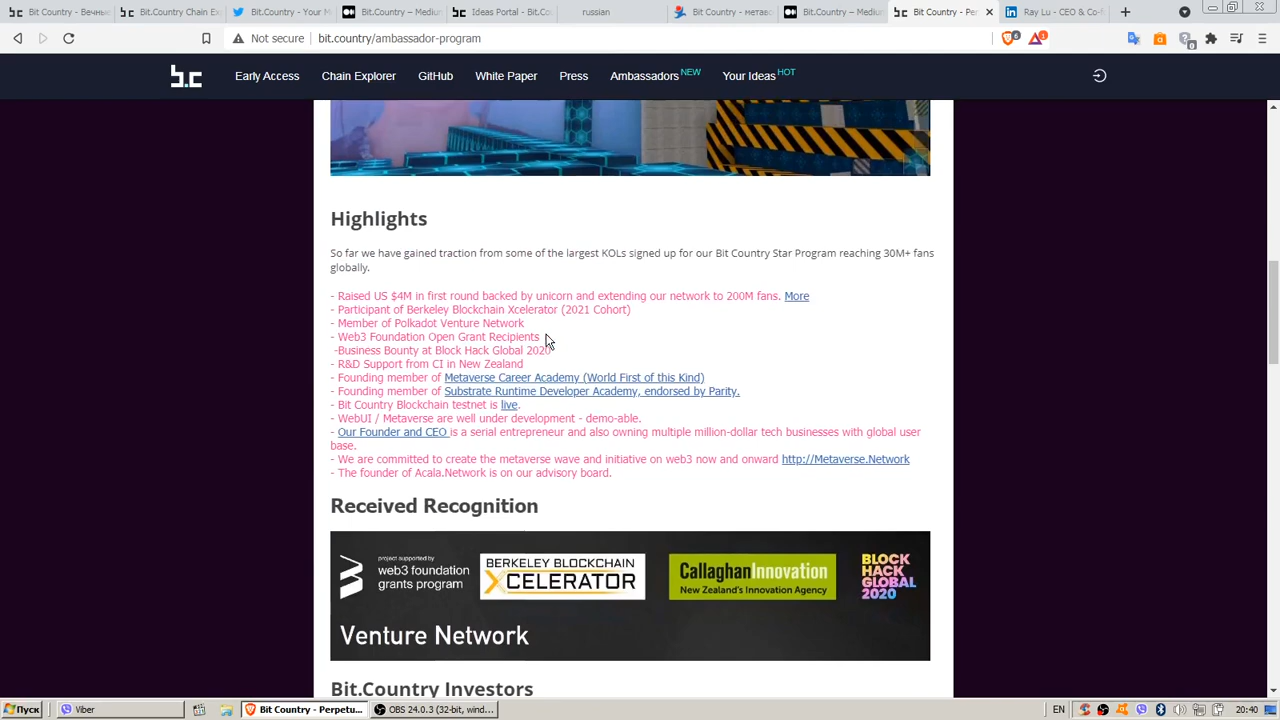 Bit.Country - Вечные
Bit.Country Chain Exp
Bit.Country - Your M
Bit.Country – Medium
Ideas Portal - Bit.Co
russian
Bit Country - метаве
Bit.Country – Medium
Bit Country - Per
Ray Lu - CEO & Co-f
Not secure
bit.country/ambassador-program
b.c
Early Access
Chain Explorer
GitHub
White Paper
Press
Ambassadors NEW
Your Ideas HOT
Highlights
So far we have gained traction from some of the largest KOLs signed up for our Bit Country Star Program reaching 30M+ fans
globally.
- Raised US $4M in first round backed by unicorn and extending our network to 200M fans. More
- Participant of Berkeley Blockchain Xcelerator (2021 Cohort)
- Member of Polkadot Venture Network
- Web3 Foundation Open Grant Recipients
-Business Bounty at Block Hack Global 2020
- R&D Support from CI in New Zealand
- Founding member of Metaverse Career Academy (World First of this Kind)
- Founding member of Substrate Runtime Developer Academy, endorsed by Parity.
- Bit Country Blockchain testnet is live.
- WebUI / Metaverse are well under development - demo-able.
- Our Founder and CEO is a serial entrepreneur and also owning multiple million-dollar tech businesses with global user
base.
- We are committed to create the metaverse wave and initiative on web3 now and onward http://Metaverse.Network
- The founder of Acala.Network is on our advisory board.
Received Recognition
project supported by
web3 foundation
grants program
BERKELEY BLOCKCHAIN
XCELERATOR
CallaghanInnovation
New Zealand's Innovation Agency
BLOCK
HACK
GLOBAL
2020
Venture Network
Bit.Country Investors
Пуск
Viber
Bit Country - Perpetu...
OBS 24.0.3 (32-bit, wind...
EN
20:40